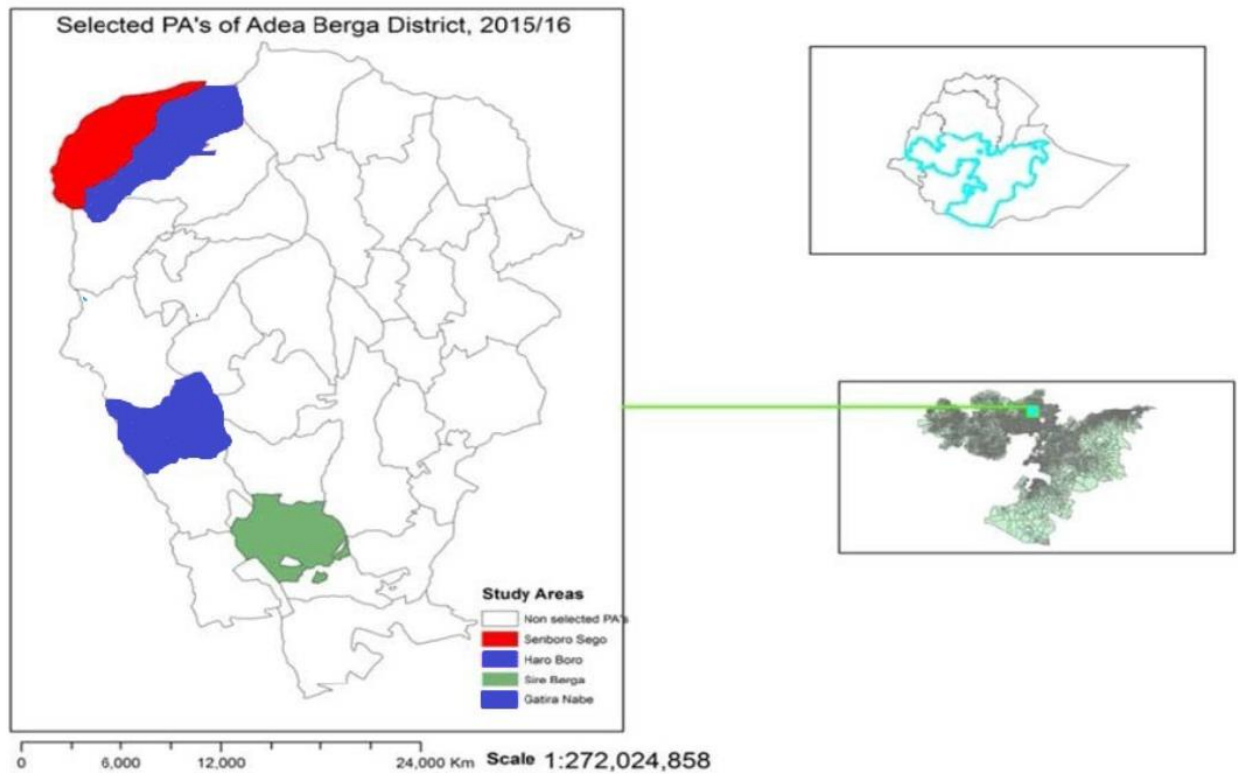 Selected PA's of Adea Berga District, 2015/16
Study Areas
Non selected PA's
Senboro Sego
Haro Boro
Sire Berga
Gatira Nabe
0 6,000 12,000 24,000 Km Scale 1:272,024,858